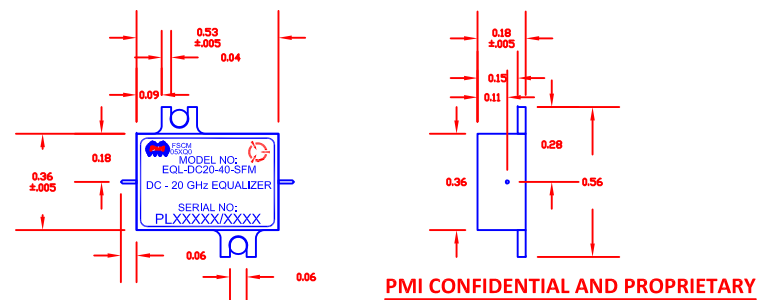 0.53
±.005
0.04
0.09
0.18
0.36
±.005
0.06
0.06
PMI
FSCM
05XQ0
MODEL NO:
EQL-DC20-40-SFM
DC - 20 GHz EQUALIZER
SERIAL NO:
PLXXXXX/XXXX
0.18
±.005
0.15
0.11
0.28
0.36
0.56
PMI CONFIDENTIAL AND PROPRIETARY